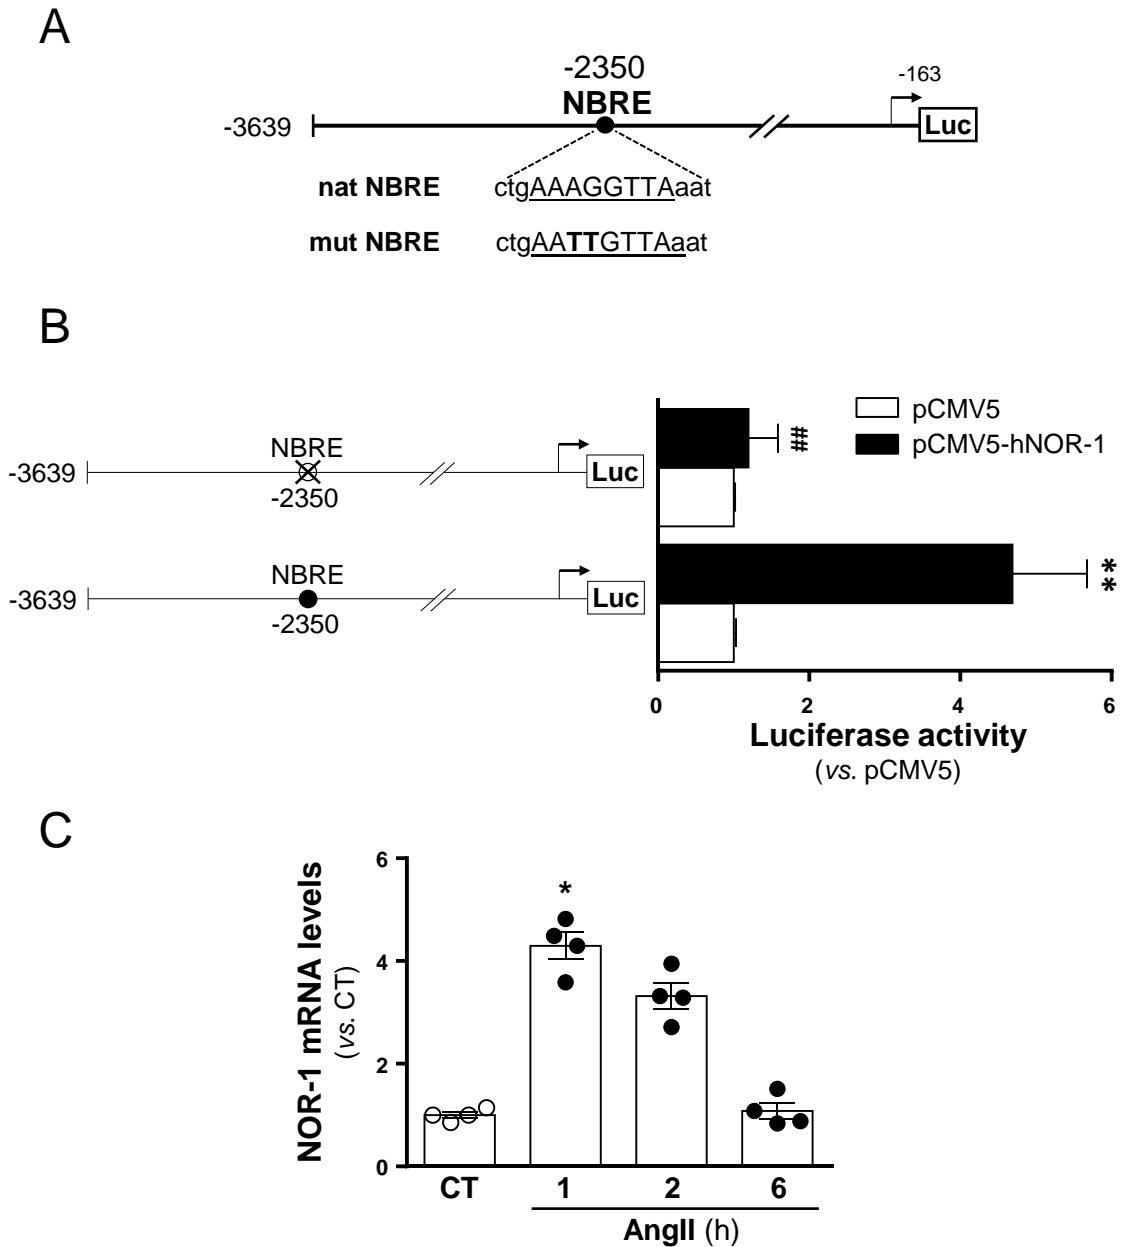 A
-2350
-163
NBRE
-3639
Luc
nat NBRE ctgAAAGGTTAaat
mut NBRE ctgAATTGTTAaat
B
pCMV5
pCMV5-hNOR-1
##
NBRE
-3639
Luc
-2350
NBRE
**
-3639
Luc
-2350
0 2 4 6
Luciferase activity
(vs. pCMV5)
C
NOR-1 mRNA levels
(vs. CT)
6
4
2
0
*
CT 1 2 6
AngII (h)